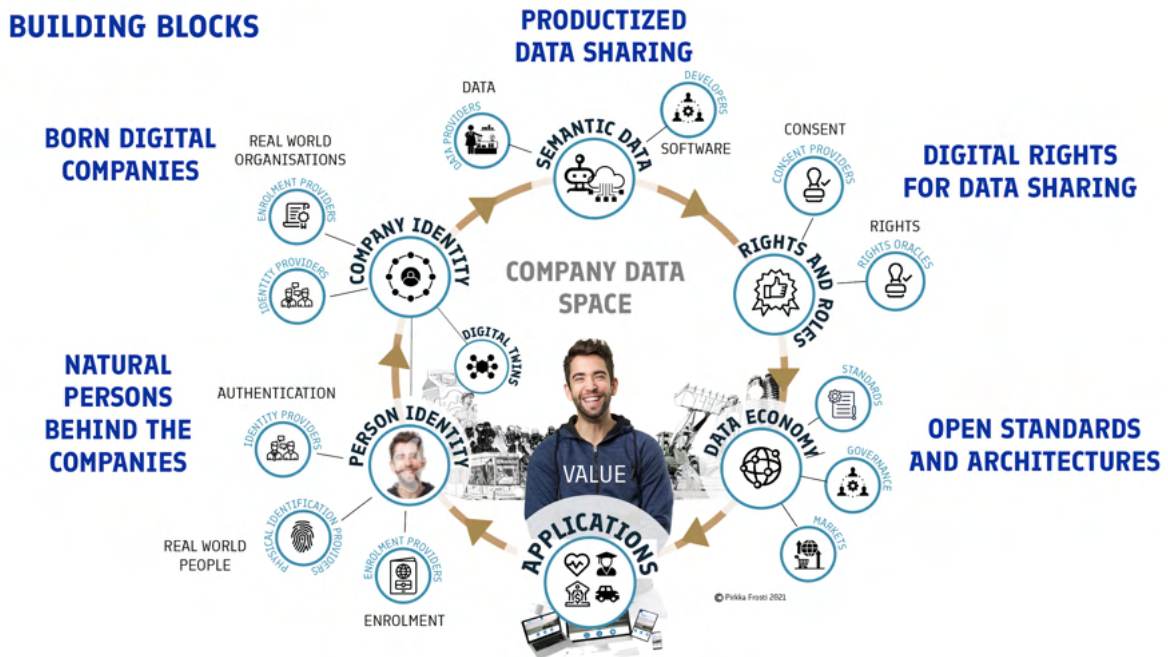 BUILDING BLOCKS
PRODUCTIZED
DATA SHARING
BORN DIGITAL
COMPANIES
REAL WORLD
ORGANISATIONS
ENROLMENT PROVIDERS
IDENTITY PROVIDERS
COMPANY IDENTITY
DIGITAL TWINS
DATA
DATA PROVIDERS
SEMANTIC DATA
DEVELOPERS
SOFTWARE
CONSENT
CONSENT PROVIDERS
DIGITAL RIGHTS
FOR DATA SHARING
RIGHTS
RIGHTS ORACLES
RIGHTS AND ROLES
COMPANY DATA
SPACE
NATURAL
PERSONS
BEHIND THE
COMPANIES
AUTHENTICATION
IDENTITY PROVIDERS
PERSON IDENTITY
PHYSICAL IDENTIFICATION PROVIDERS
REAL WORLD
PEOPLE
ENROLMENT PROVIDERS
ENROLMENT
VALUE
APPLICATIONS
DATA ECONOMY
STANDARDS
GOVERNANCE
MARKETS
OPEN STANDARDS
AND ARCHITECTURES
© Pirkka Frosti 2021